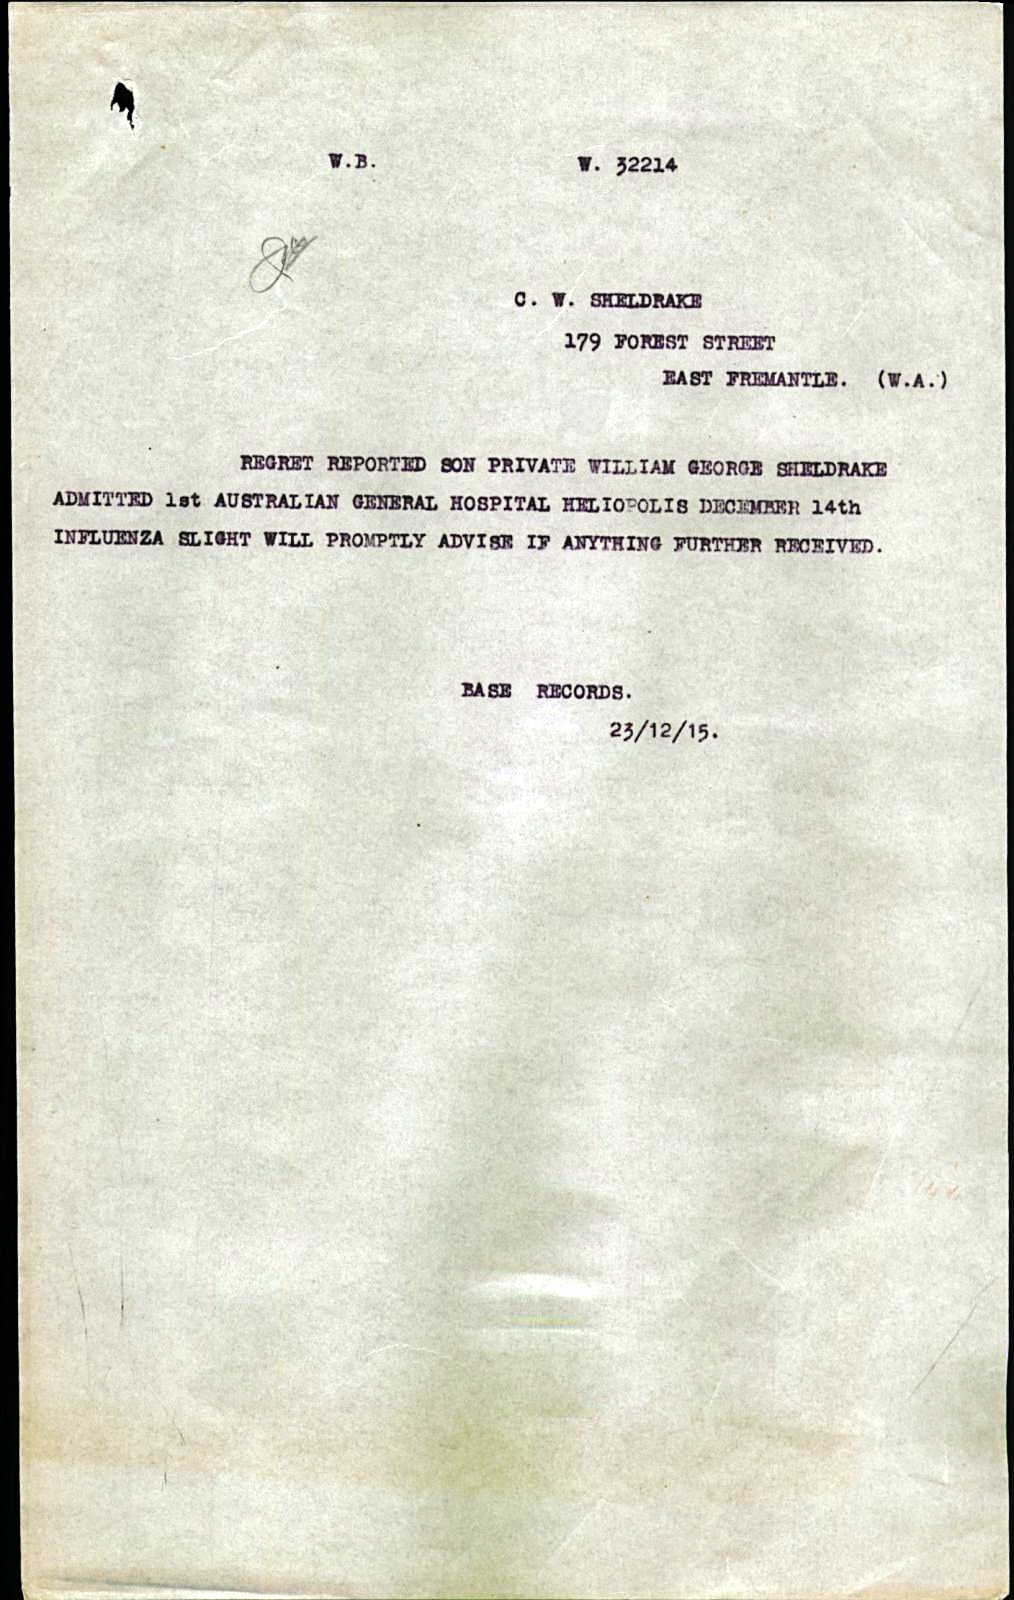 W.B. W. 32214
C. W. SHELDRAKE
179 FOREST STREET
EAST FREMANTLE. (W.A.)
REGRET REPORTED SON PRIVATE WILLIAM GEORGE SHELDRAKE
ADMITTED 1st AUSTRALIAN GENERAL HOSPITAL HELIOPOLIS DECEMBER 14th
INFLUENZA SLIGHT WILL PROMPTLY ADVISE IF ANYTHING FURTHER RECEIVED.
BASE RECORDS.
23/12/15.